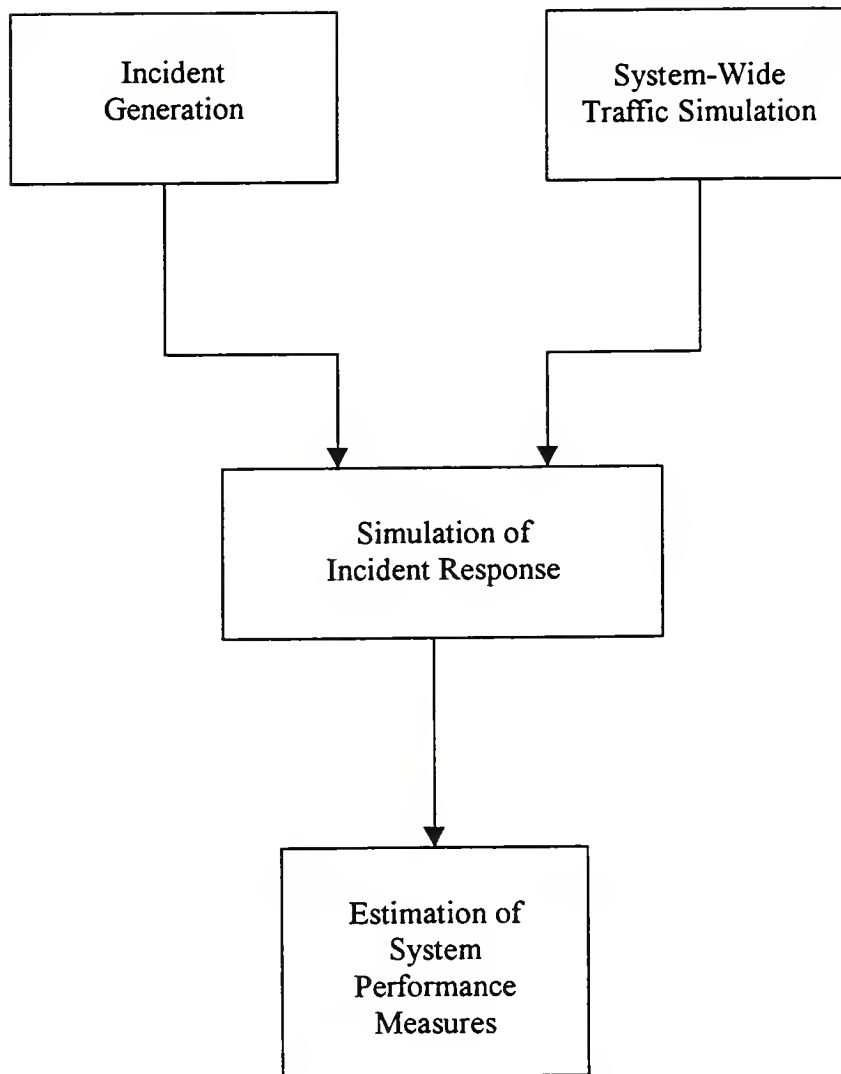 Incident
Generation
System-Wide
Traffic Simulation
Simulation of
Incident Response
Estimation of
System
Performance
Measures